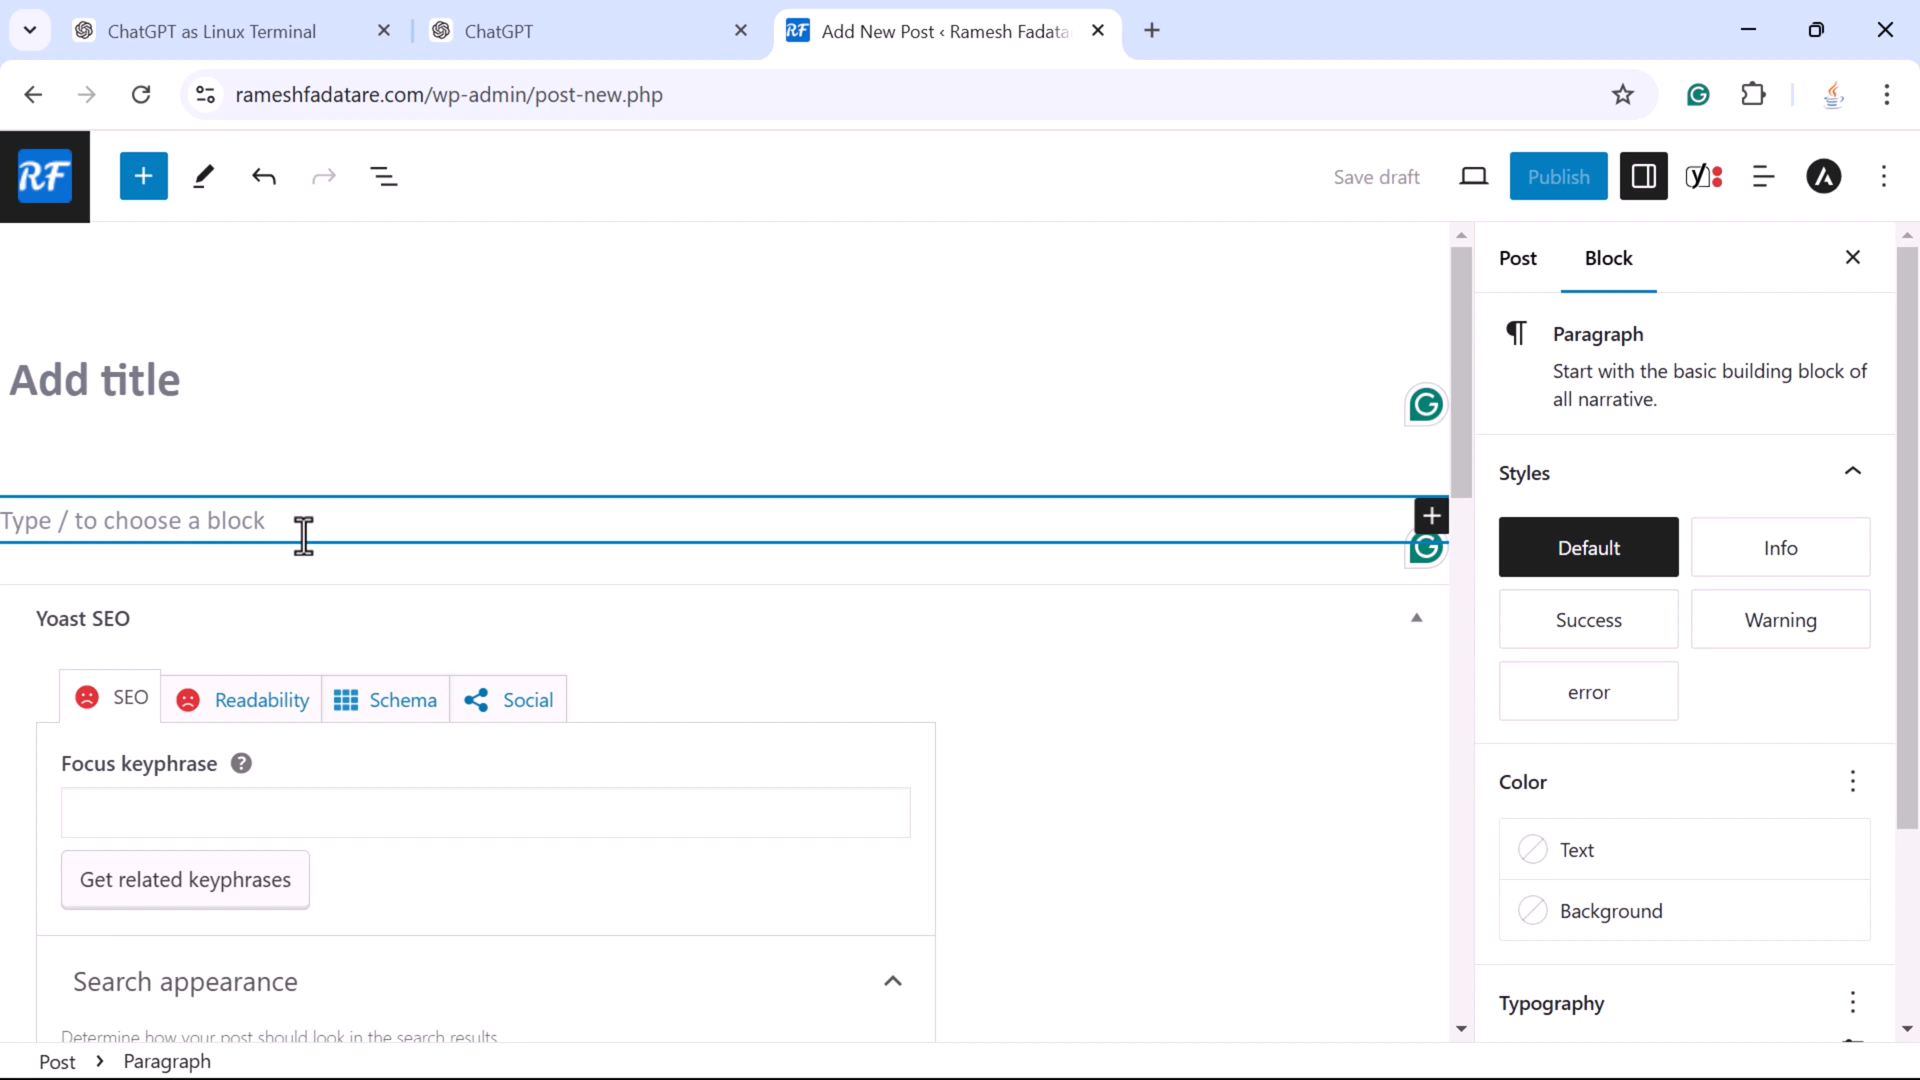 ChatGPT as Linux Terminal
ChatGPT
RF
Add New Post ‹ Ramesh Fadata
rameshfadatare.com/wp-admin/post-new.php
RF
Save draft
Publish
Post
Block
Paragraph
Start with the basic building block of
all narrative.
Add title
Styles
Type / to choose a block
Default
Info
Success
Warning
error
Yoast SEO
SEO
Readability
Schema
Social
Focus keyphrase
Get related keyphrases
Color
Text
Background
Search appearance
Typography
Determine how your post should look in the search results.
Post
Paragraph